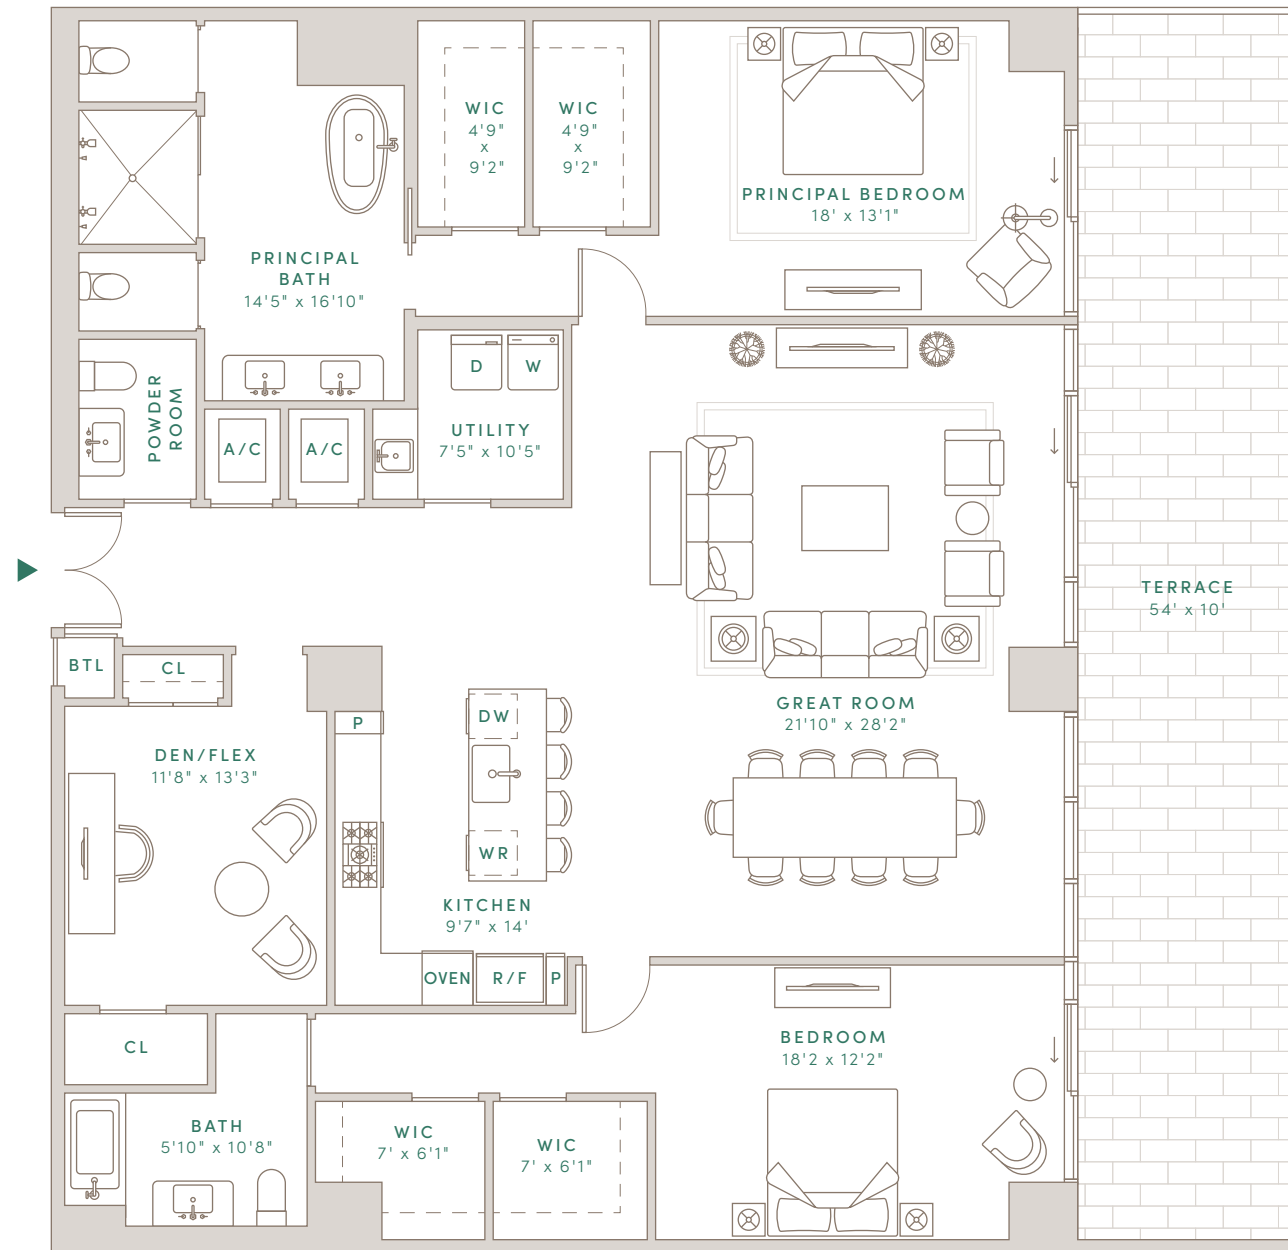 WIC
4'9"
x
9'2"
WIC
4'9"
x
9'2"
PRINCIPAL BEDROOM
18' x 13'1"
PRINCIPAL
BATH
14'5" x 16'10"
D
W
POWDER
ROOM
A/C
A/C
UTILITY
7'5" x 10'5"
TERRACE
54' x 10'
BTL
CL
GREAT ROOM
21'10" x 28'2"
P
DW
DEN/FLEX
11'8" x 13'3"
WR
KITCHEN
9'7" x 14'
OVEN
R/F
P
BEDROOM
18'2 x 12'2"
CL
BATH
5'10" x 10'8"
WIC
7' x 6'1"
WIC
7' x 6'1"